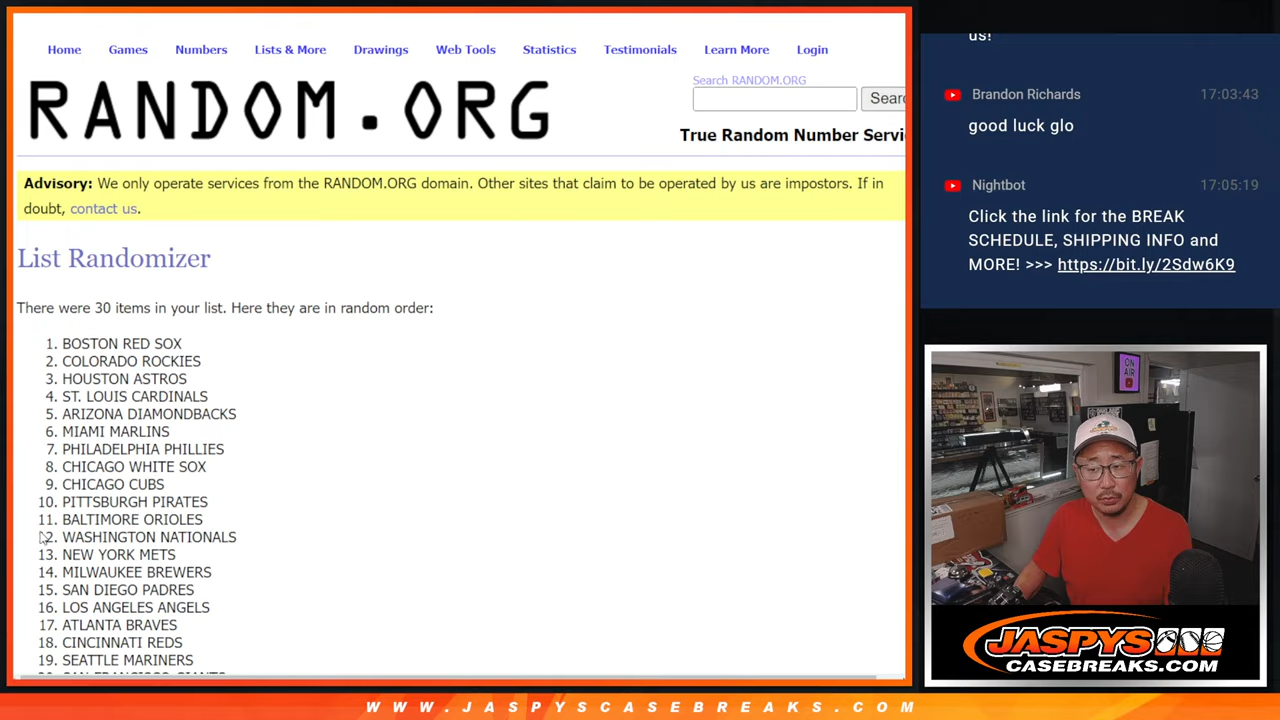 Home Games Numbers Lists & More Drawings Web Tools Statistics Testimonials Learn More Login
RANDOM.ORG
Search RANDOM.ORG
Searc
True Random Number Servi
Advisory: We only operate services from the RANDOM.ORG domain. Other sites that claim to be operated by us are impostors. If in
doubt, contact us.
List Randomizer
There were 30 items in your list. Here they are in random order:
1. BOSTON RED SOX
2. COLORADO ROCKIES
3. HOUSTON ASTROS
4. ST. LOUIS CARDINALS
5. ARIZONA DIAMONDBACKS
6. MIAMI MARLINS
7. PHILADELPHIA PHILLIES
8. CHICAGO WHITE SOX
9. CHICAGO CUBS
10. PITTSBURGH PIRATES
11. BALTIMORE ORIOLES
12. WASHINGTON NATIONALS
13. NEW YORK METS
14. MILWAUKEE BREWERS
15. SAN DIEGO PADRES
16. LOS ANGELES ANGELS
17. ATLANTA BRAVES
18. CINCINNATI REDS
19. SEATTLE MARINERS
us!
Brandon Richards 17:03:43
good luck glo
Nightbot 17:05:19
Click the link for the BREAK
SCHEDULE, SHIPPING INFO and
MORE! >>> https://bit.ly/2Sdw6K9
ON
AIR
JASPYS
CASEBREAKS.COM
WWW.JASPYSCASEBREAKS.COM